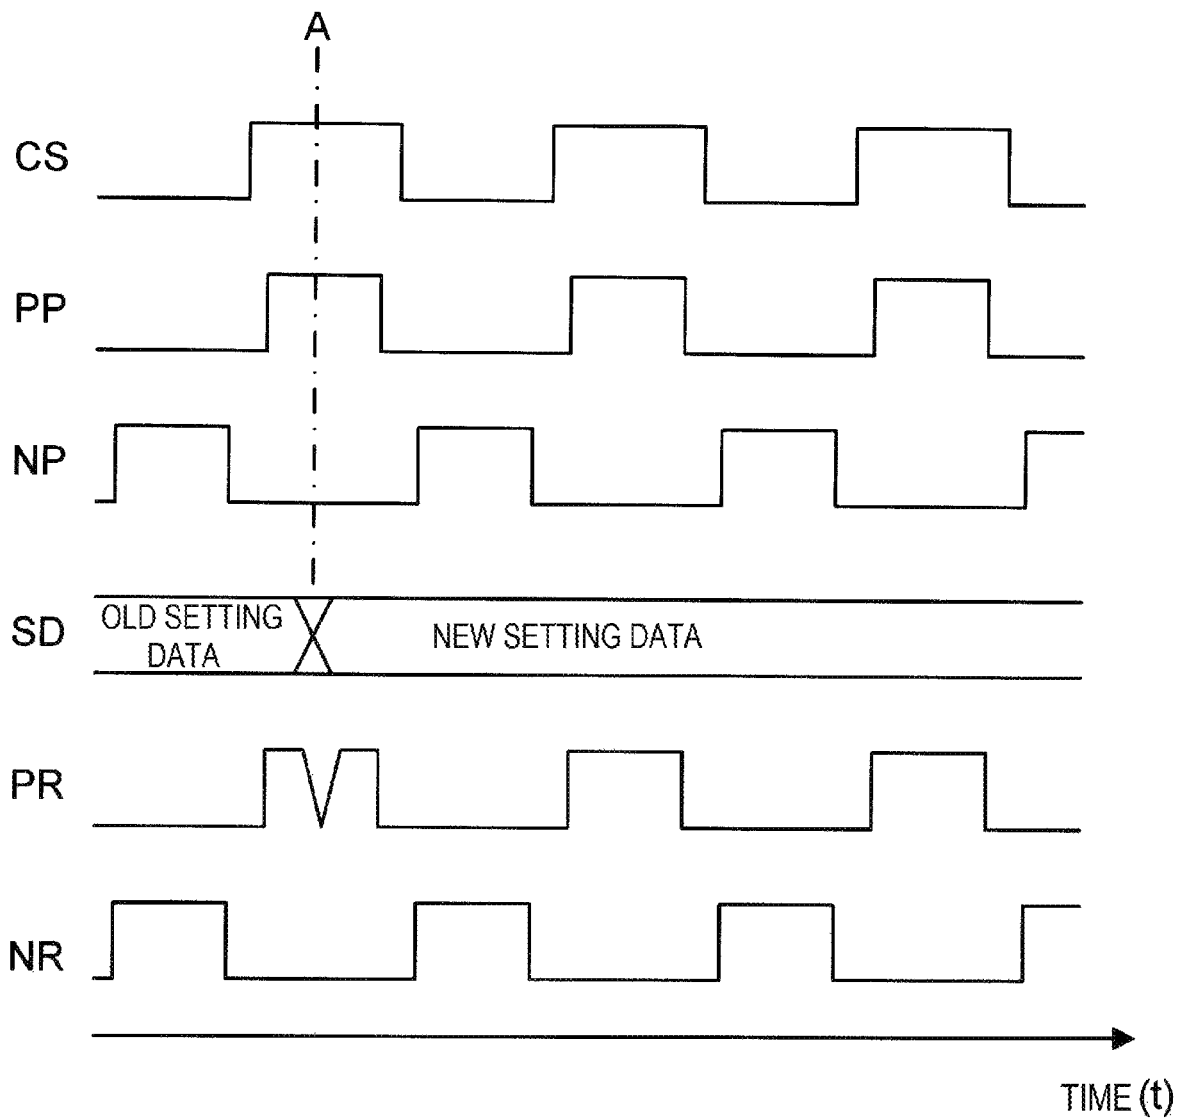 A
CS
PP
NP
SD
OLD SETTING
DATA
NEW SETTING DATA
PR
NR
TIME (t)